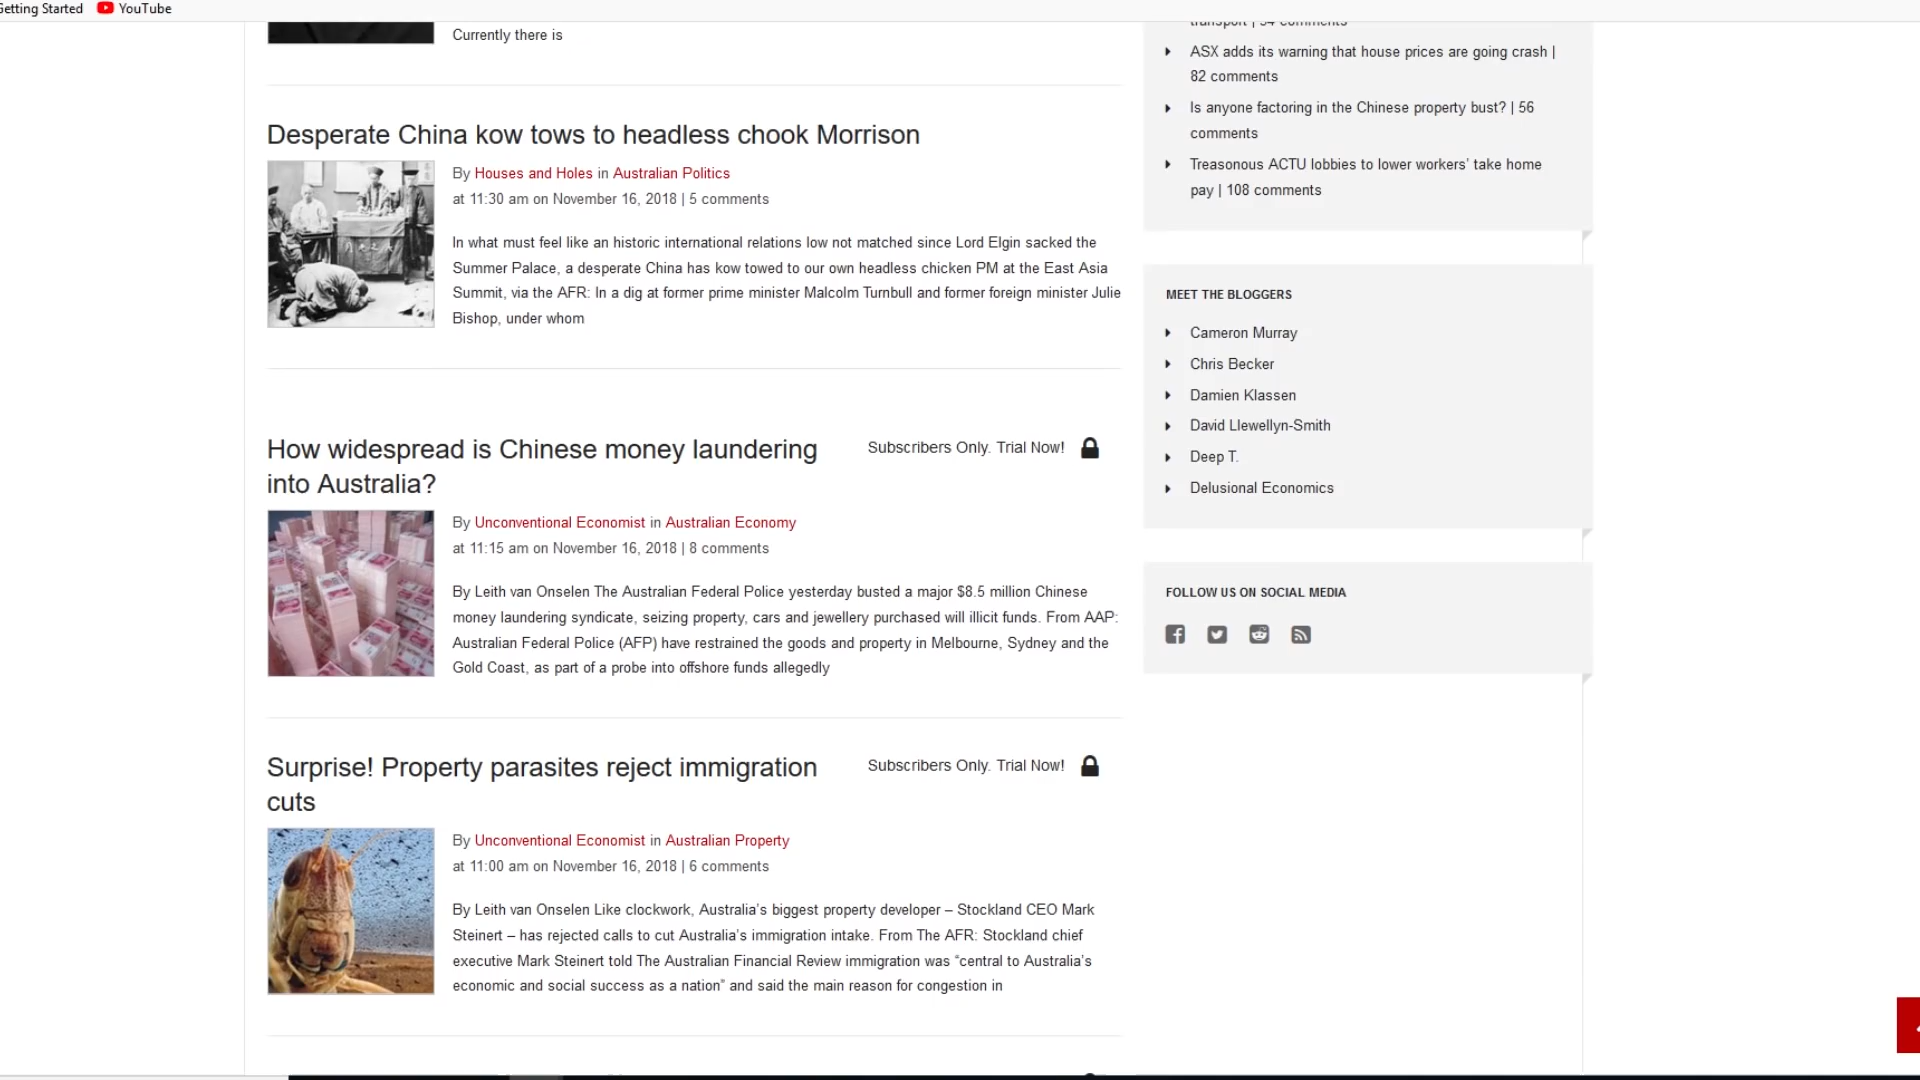 Getting Started YouTube
Currently there is
Desperate China kow tows to headless chook Morrison
By Houses and Holes in Australian Politics
at 11:30 am on November 16, 2018 | 5 comments
In what must feel like an historic international relations low not matched since Lord Elgin sacked the
Summer Palace, a desperate China has kow towed to our own headless chicken PM at the East Asia
Summit, via the AFR: In a dig at former prime minister Malcolm Turnbull and former foreign minister Julie
Bishop, under whom
How widespread is Chinese money laundering
into Australia?
Subscribers Only. Trial Now!
By Unconventional Economist in Australian Economy
at 11:15 am on November 16, 2018 | 8 comments
By Leith van Onselen The Australian Federal Police yesterday busted a major $8.5 million Chinese
money laundering syndicate, seizing property, cars and jewellery purchased will illicit funds. From AAP:
Australian Federal Police (AFP) have restrained the goods and property in Melbourne, Sydney and the
Gold Coast, as part of a probe into offshore funds allegedly
Surprise! Property parasites reject immigration
cuts
Subscribers Only. Trial Now!
By Unconventional Economist in Australian Property
at 11:00 am on November 16, 2018 | 6 comments
By Leith van Onselen Like clockwork, Australia’s biggest property developer – Stockland CEO Mark
Steinert – has rejected calls to cut Australia’s immigration intake. From The AFR: Stockland chief
executive Mark Steinert told The Australian Financial Review immigration was “central to Australia’s
economic and social success as a nation” and said the main reason for congestion in
transport | 54 comments
ASX adds its warning that house prices are going crash |
82 comments
Is anyone factoring in the Chinese property bust? | 56
comments
Treasonous ACTU lobbies to lower workers’ take home
pay | 108 comments
MEET THE BLOGGERS
Cameron Murray
Chris Becker
Damien Klassen
David Llewellyn-Smith
Deep T.
Delusional Economics
FOLLOW US ON SOCIAL MEDIA